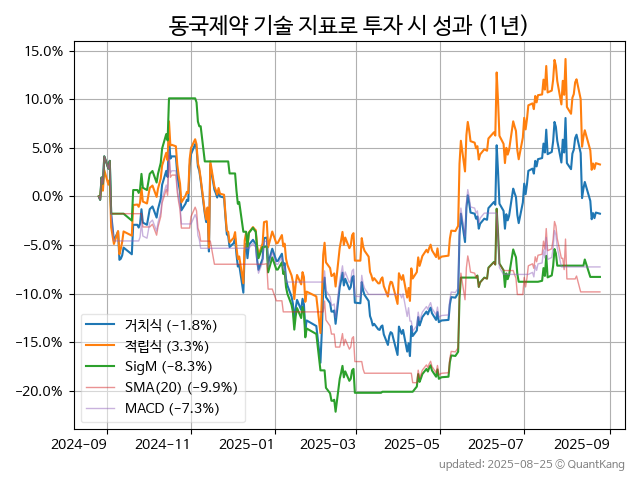 동국제약 기술 지표로 투자 시 성과 (1년)
15.0%
10.0%
5.0%
0.0%
−5.0%
−10.0%
−15.0%
−20.0%
거치식 (−1.8%)
적립식 (3.3%)
SigM (−8.3%)
SMA(20) (−9.9%)
MACD (−7.3%)
2024-09 2024-11 2025-01 2025-03 2025-05 2025-07 2025-09
updated: 2025-08-25 © QuantKang